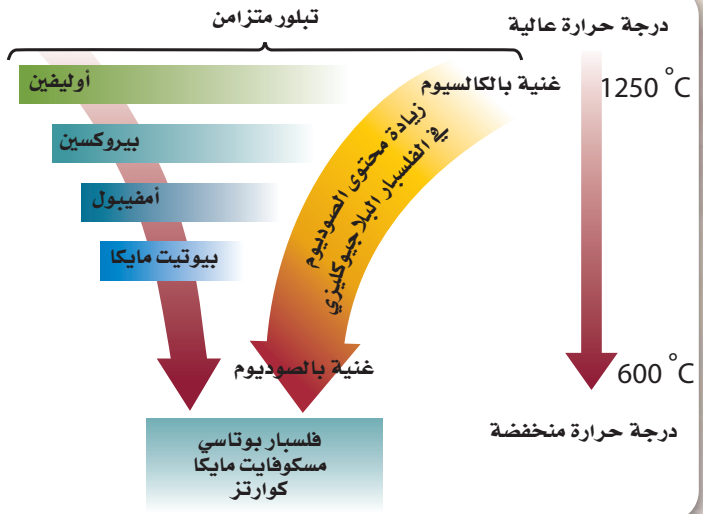 درجة حرارة عالية
تبلور متزامن
1250 °C
غنية بالكالسيوم
أوليفين
زيادة محتوى الصوديوم
في الفلسبار البلاجيوكليزي
بيروكسين
أمفيبول
بيوتيت مايكا
600 °C
غنية بالصوديوم
درجة حرارة منخفضة
فلسبار بوتاسي
مسكوفايت مايكا
كوارتز